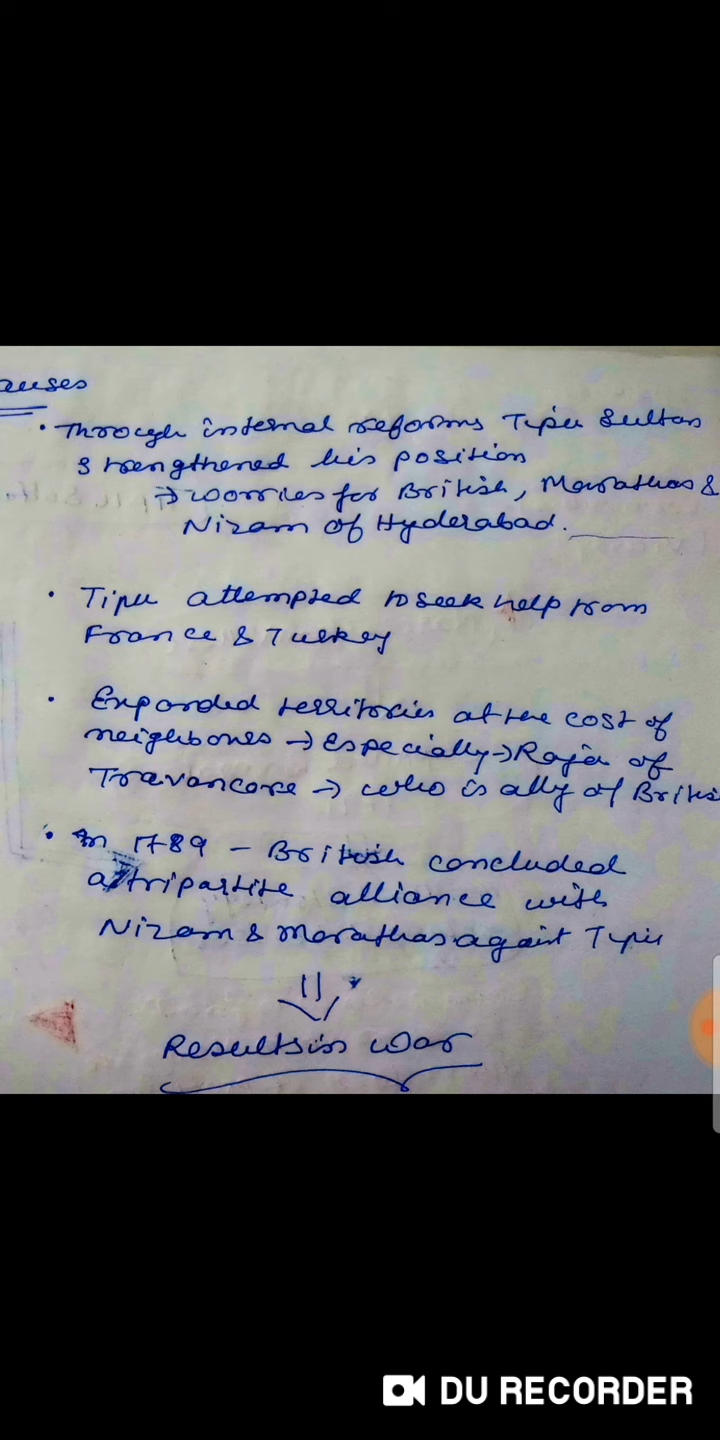 auses
• Through internal reforms Tipu Sultan
strengthened his position
→ worries for British, Marathas &
Nizam of Hyderabad.
• Tipu attempted to seek help from
France & Turkey
• Expanded territories at the cost of
neighbours → especially → Raja of
Travancore → who is ally of Britis
• In 1789 – British concluded
a tripartite alliance with
Nizam & Marathas against Tipu
⇓
Results in war
DU RECORDER